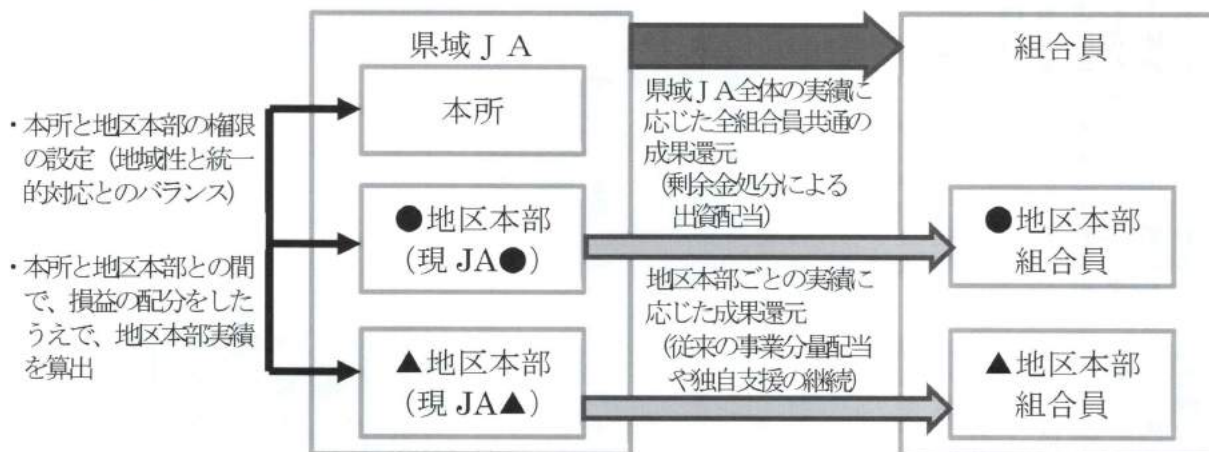 ・本所と地区本部の権限
の設定（地域性と統一
的対応とのバランス）
・本所と地区本部との間
で、損益の配分をした
うえで、地区本部実績
を算出
県域ＪＡ
本所
●地区本部
（現 JA●）
▲地区本部
（現 JA▲）
県域ＪＡ全体の実績に
応じた全組合員共通の
成果還元
（剰余金処分による
出資配当）
地区本部ごとの実績に
応じた成果還元
（従来の事業分量配当
や独自支援の継続）
組合員
●地区本部
組合員
▲地区本部
組合員